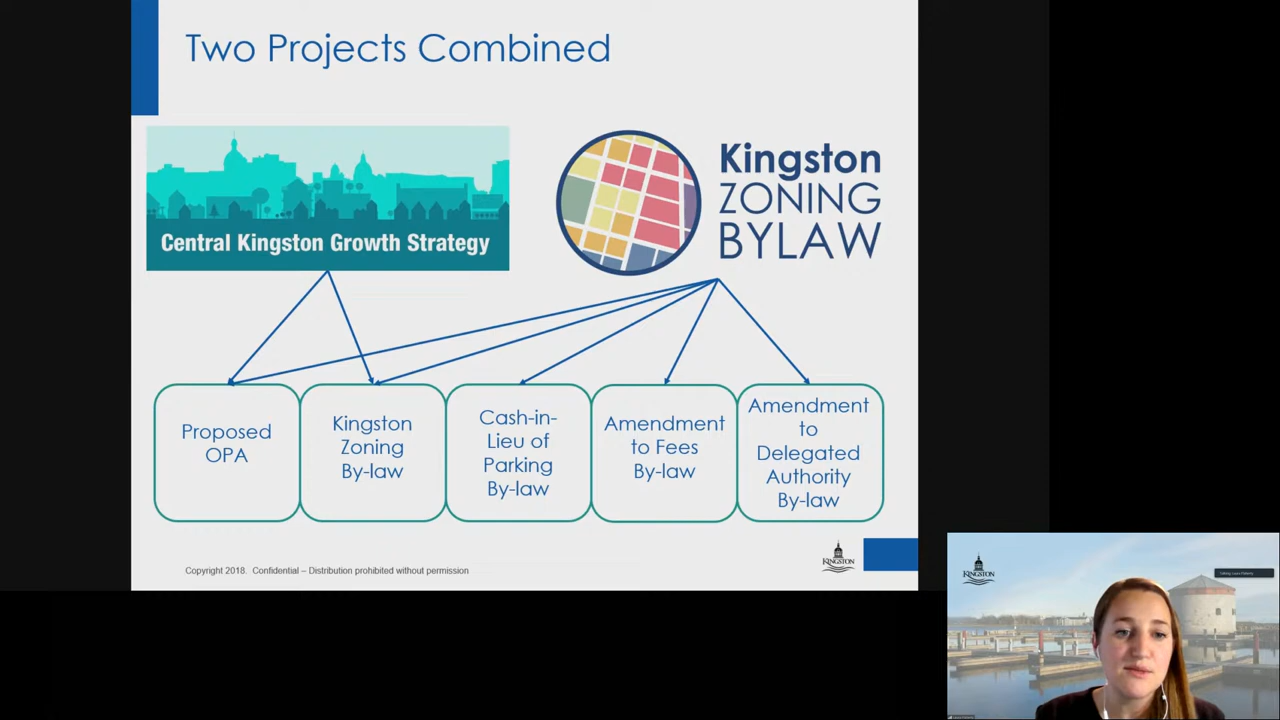 Two Projects Combined
Central Kingston Growth Strategy
Kingston
ZONING
BYLAW
Proposed
OPA
Kingston
Zoning
By-law
Cash-in-
Lieu of
Parking
By-law
Amendment
to Fees
By-law
Amendment
to
Delegated
Authority
By-law
Copyright 2018.  Confidential – Distribution prohibited without permission
KINGSTON
KINGSTON